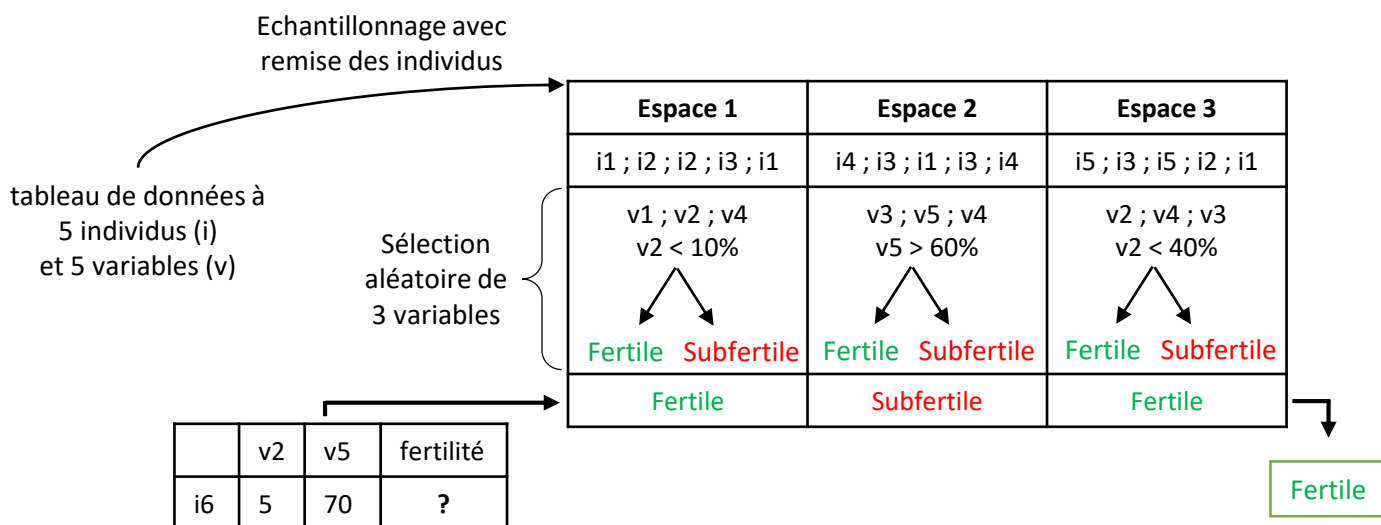 Echantillonnage avec
remise des individus
tableau de données à
5 individus (i)
et 5 variables (v)
Sélection
aléatoire de
3 variables
Espace 1 Espace 2 Espace 3
i1 ; i2 ; i2 ; i3 ; i1 i4 ; i3 ; i1 ; i3 ; i4 i5 ; i3 ; i5 ; i2 ; i1
v1 ; v2 ; v4 v3 ; v5 ; v4 v2 ; v4 ; v3
v2 < 10% v5 > 60% v2 < 40%
Fertile Subfertile Fertile Subfertile Fertile Subfertile
Fertile Subfertile Fertile
v2 v5 fertilité
i6 5 70 ?
Fertile